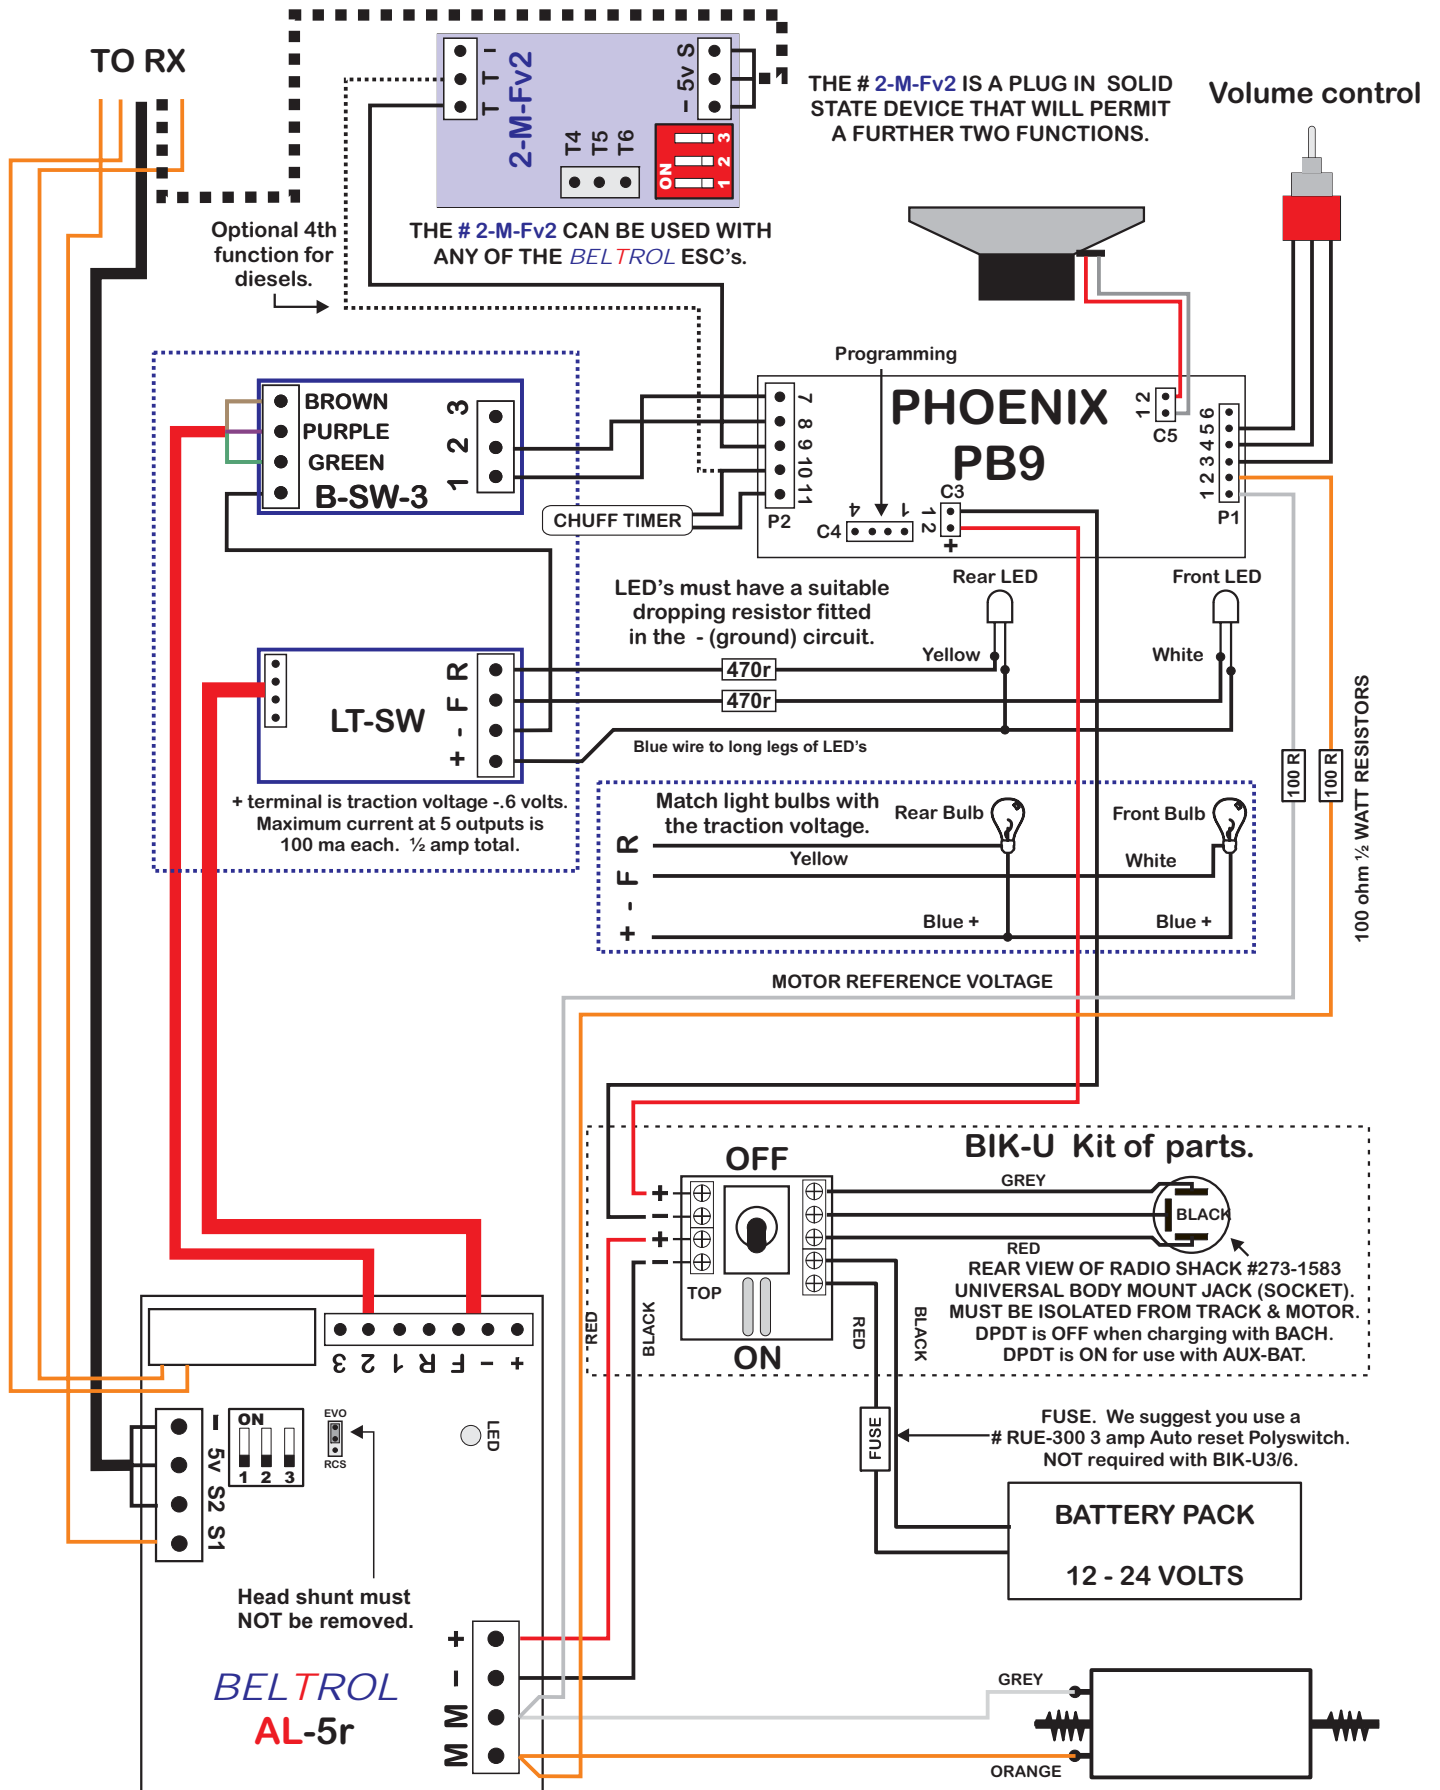 TO RX
2-M-Fv2
– T T
– 5v S
T4 T5 T6
ON
1 2 3
THE # 2-M-Fv2 IS A PLUG IN SOLID
STATE DEVICE THAT WILL PERMIT
A FURTHER TWO FUNCTIONS.
Volume control
THE # 2-M-Fv2 CAN BE USED WITH
ANY OF THE BELTROL ESC's.
Optional 4th
function for
diesels.
BROWN
PURPLE
GREEN
B-SW-3
1 2 3
Programming
PHOENIX
PB9
7
8
9
10
11
P2
CHUFF TIMER
C4
4 1
C3
1
2
+
1 2
C5
1 2 3 4 5 6
P1
LED's must have a suitable
dropping resistor fitted
in the - (ground) circuit.
Rear LED
Front LED
Yellow
White
470r
470r
LT-SW
+ - F R
Blue wire to long legs of LED's
+ terminal is traction voltage -.6 volts.
Maximum current at 5 outputs is
100 ma each. ½ amp total.
Match light bulbs with
the traction voltage.
Rear Bulb
Front Bulb
Yellow
White
+ - F R
Blue +
Blue +
100 R
100 R
100 ohm ½ WATT RESISTORS
MOTOR REFERENCE VOLTAGE
BIK-U Kit of parts.
OFF
GREY
BLACK
RED
+
–
+
–
TOP
ON
RED
BLACK
RED
BLACK
REAR VIEW OF RADIO SHACK #273-1583
UNIVERSAL BODY MOUNT JACK (SOCKET).
MUST BE ISOLATED FROM TRACK & MOTOR.
DPDT is OFF when charging with BACH.
DPDT is ON for use with AUX-BAT.
3 2 1 R F – +
– 5v S2 S1
ON
1 2 3
EVO
RCS
LED
FUSE
FUSE. We suggest you use a
# RUE-300 3 amp Auto reset Polyswitch.
NOT required with BIK-U3/6.
BATTERY PACK
12 - 24 VOLTS
Head shunt must
NOT be removed.
BELTROL
AL-5r
M M – +
GREY
ORANGE